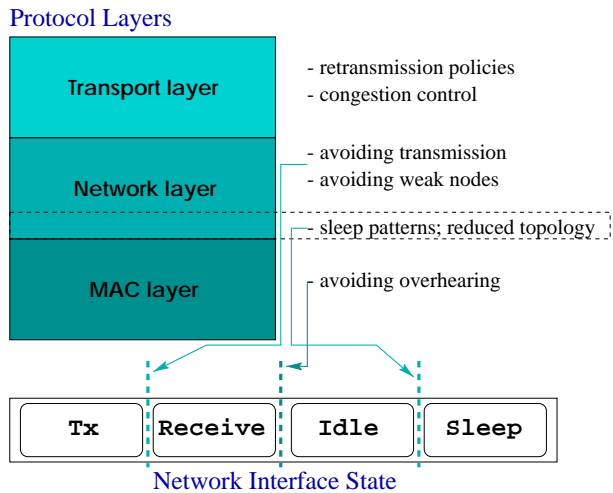 Protocol Layers
Transport layer
- retransmission policies
- congestion control
Network layer
- avoiding transmission
- avoiding weak nodes
- sleep patterns; reduced topology
MAC layer
- avoiding overhearing
Tx
Receive
Idle
Sleep
Network Interface State